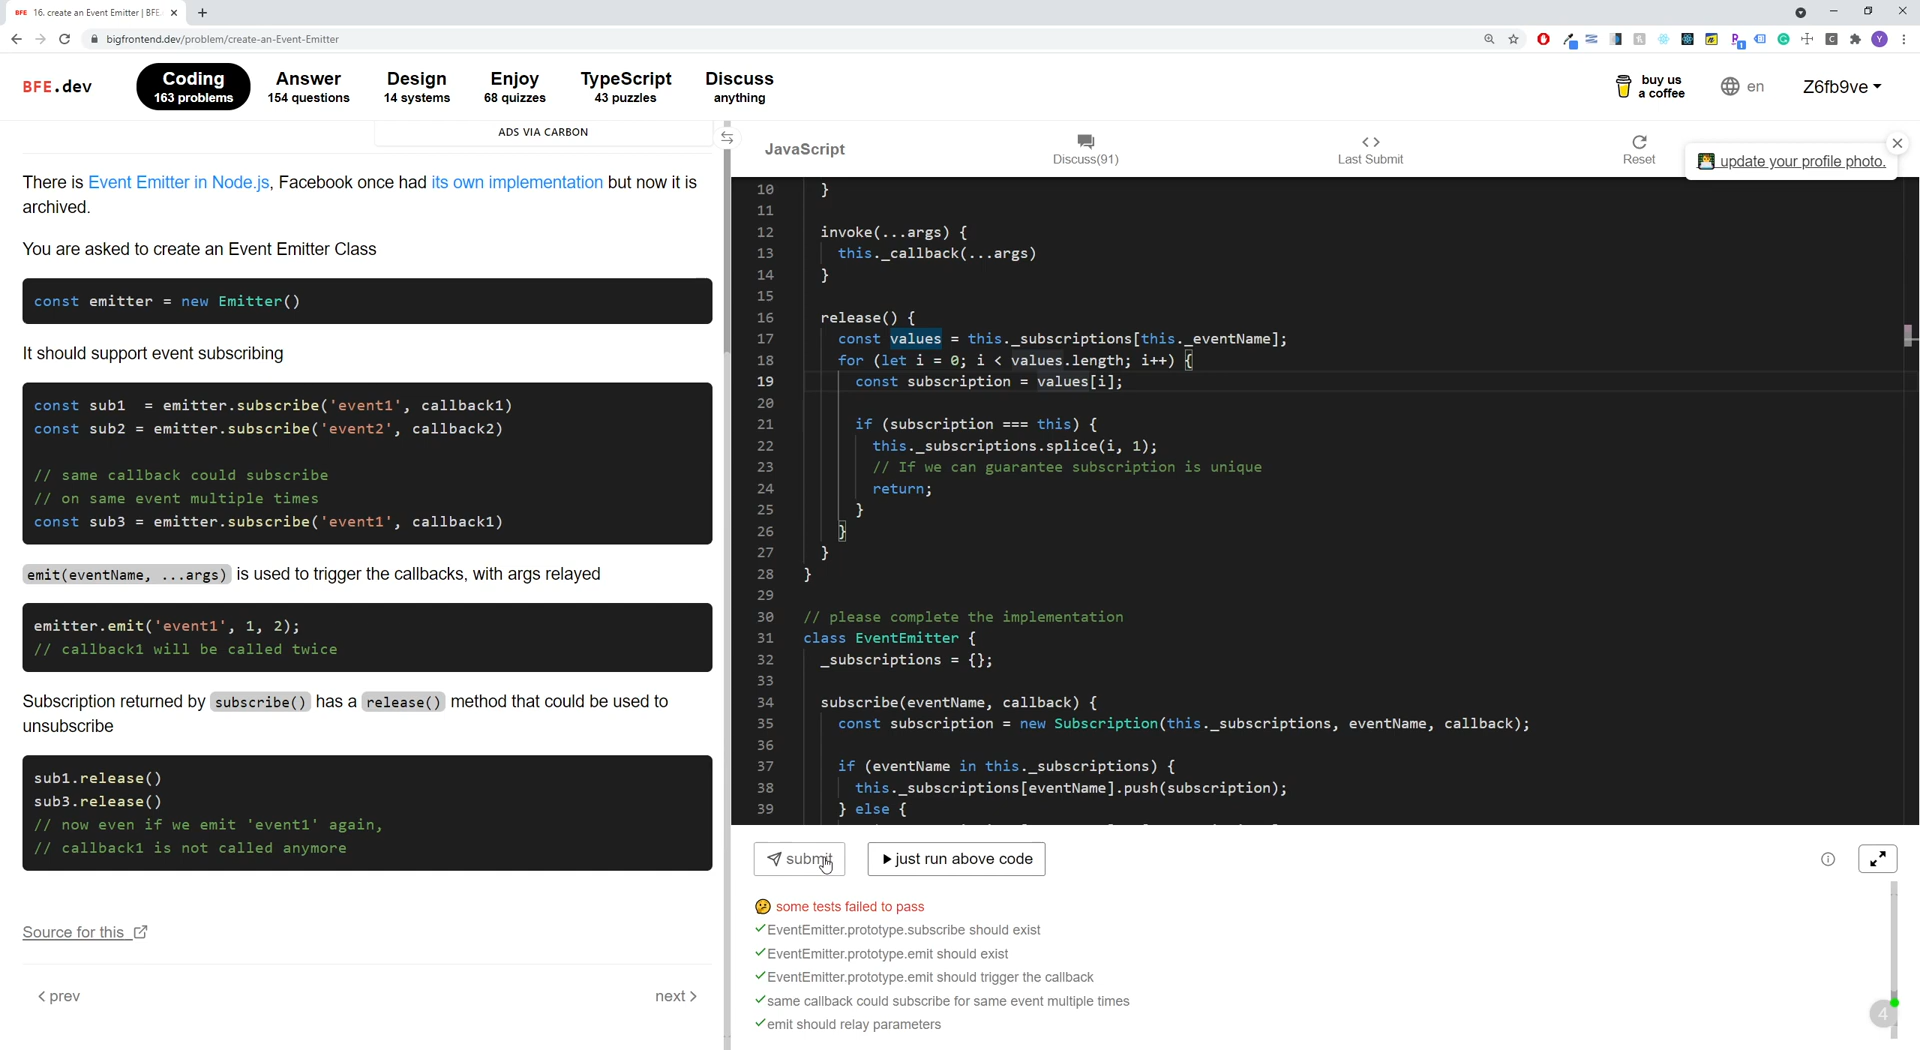 BFE 16. create an Event Emitter | BFE.
bigfrontend.dev/problem/create-an-Event-Emitter
BFE.dev
Coding
163 problems
Answer
154 questions
Design
14 systems
Enjoy
68 quizzes
TypeScript
43 puzzles
Discuss
anything
buy us
a coffee
en
Z6fb9ve
ADS VIA CARBON
There is Event Emitter in Node.js, Facebook once had its own implementation but now it is
archived.
You are asked to create an Event Emitter Class
const emitter = new Emitter()
It should support event subscribing
const sub1  = emitter.subscribe('event1', callback1)
const sub2 = emitter.subscribe('event2', callback2)
// same callback could subscribe
// on same event multiple times
const sub3 = emitter.subscribe('event1', callback1)
emit(eventName, ...args) is used to trigger the callbacks, with args relayed
emitter.emit('event1', 1, 2);
// callback1 will be called twice
Subscription returned by subscribe() has a release() method that could be used to
unsubscribe
sub1.release()
sub3.release()
// now even if we emit 'event1' again,
// callback1 is not called anymore
Source for this
prev
next
JavaScript
Discuss(91)
Last Submit
Reset
update your profile photo.
10 }
11
12 invoke(...args) {
13 this._callback(...args)
14 }
15
16 release() {
17 const values = this._subscriptions[this._eventName];
18 for (let i = 0; i < values.length; i++) {
19 const subscription = values[i];
20
21 if (subscription === this) {
22 this._subscriptions.splice(i, 1);
23 // If we can guarantee subscription is unique
24 return;
25 }
26 }
27 }
28 }
29
30 // please complete the implementation
31 class EventEmitter {
32 _subscriptions = {};
33
34 subscribe(eventName, callback) {
35 const subscription = new Subscription(this._subscriptions, eventName, callback);
36
37 if (eventName in this._subscriptions) {
38 this._subscriptions[eventName].push(subscription);
39 } else {
submit
just run above code
some tests failed to pass
EventEmitter.prototype.subscribe should exist
EventEmitter.prototype.emit should exist
EventEmitter.prototype.emit should trigger the callback
same callback could subscribe for same event multiple times
emit should relay parameters
4